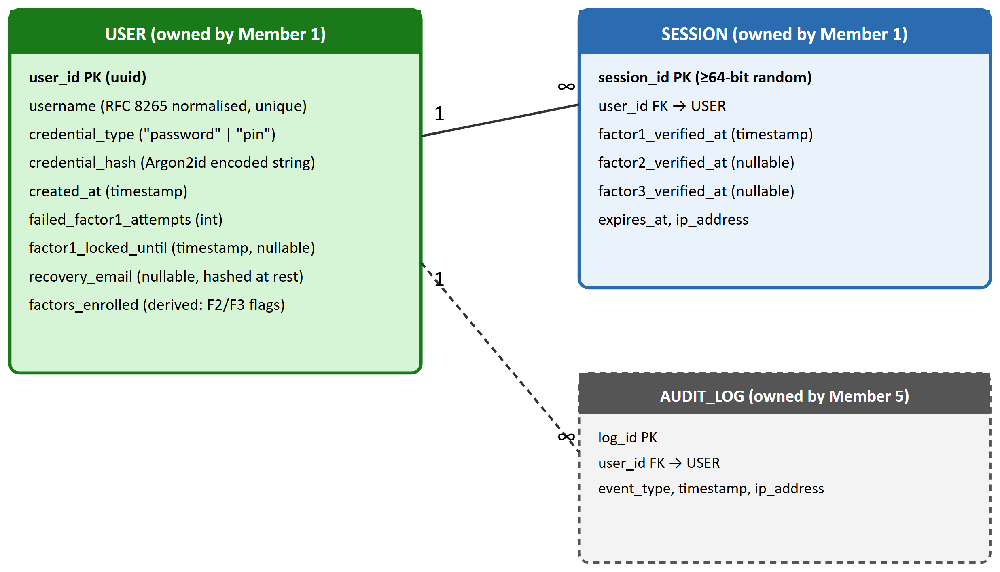 USER (owned by Member 1)
user_id PK (uuid)
username (RFC 8265 normalised, unique)
credential_type ("password" | "pin")
credential_hash (Argon2id encoded string)
created_at (timestamp)
failed_factor1_attempts (int)
factor1_locked_until (timestamp, nullable)
recovery_email (nullable, hashed at rest)
factors_enrolled (derived: F2/F3 flags)
1
∞
1
∞
SESSION (owned by Member 1)
session_id PK (≥64-bit random)
user_id FK → USER
factor1_verified_at (timestamp)
factor2_verified_at (nullable)
factor3_verified_at (nullable)
expires_at, ip_address
AUDIT_LOG (owned by Member 5)
log_id PK
user_id FK → USER
event_type, timestamp, ip_address